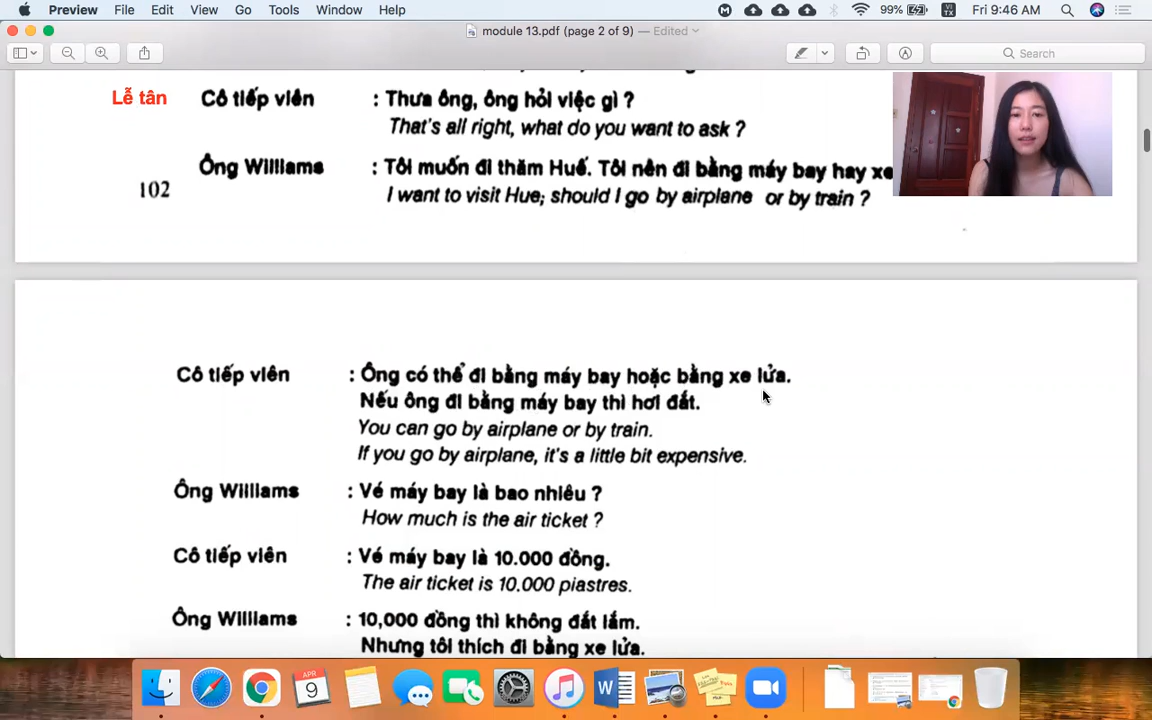 Preview File Edit View Go Tools Window Help 99% VI TX Fri 9:46 AM
module 13.pdf (page 2 of 9) — Edited
Search
Lễ tân Cô tiếp viên : Thưa ông, ông hỏi việc gì ?
That's all right, what do you want to ask ?
Ông Williams : Tôi muốn đi thăm Huế. Tôi nên đi bằng máy bay hay xe
102 I want to visit Hue; should I go by airplane or by train ?
Cô tiếp viên : Ông có thể đi bằng máy bay hoặc bằng xe lửa.
Nếu ông đi bằng máy bay thì hơi đắt.
You can go by airplane or by train.
If you go by airplane, it's a little bit expensive.
Ông Williams : Vé máy bay là bao nhiêu ?
How much is the air ticket ?
Cô tiếp viên : Vé máy bay là 10.000 đồng.
The air ticket is 10.000 piastres.
Ông Williams : 10,000 đồng thì không đắt lắm.
Nhưng tôi thích đi bằng xe lửa.
APR
9